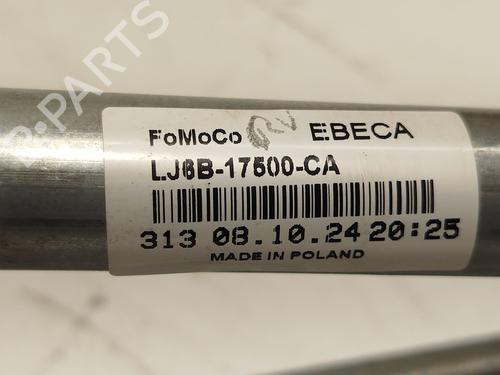 B-PARTS
FoMoCo EBECA
LJ6B-17500-CA
313 08.10.24 20:25
MADE IN POLAND